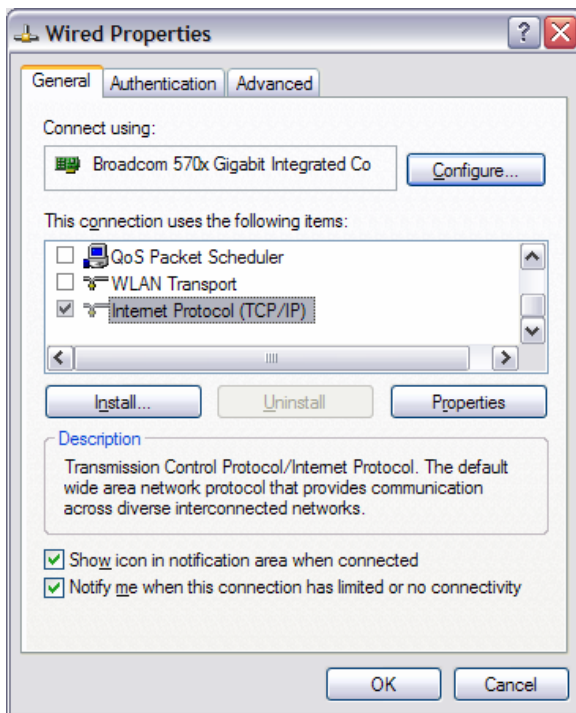 Wired Properties
General Authentication Advanced
Connect using:
Broadcom 570x Gigabit Integrated Co
Configure...
This connection uses the following items:
QoS Packet Scheduler
WLAN Transport
Internet Protocol (TCP/IP)
Install... Uninstall Properties
Description
Transmission Control Protocol/Internet Protocol. The default
wide area network protocol that provides communication
across diverse interconnected networks.
Show icon in notification area when connected
Notify me when this connection has limited or no connectivity
OK Cancel